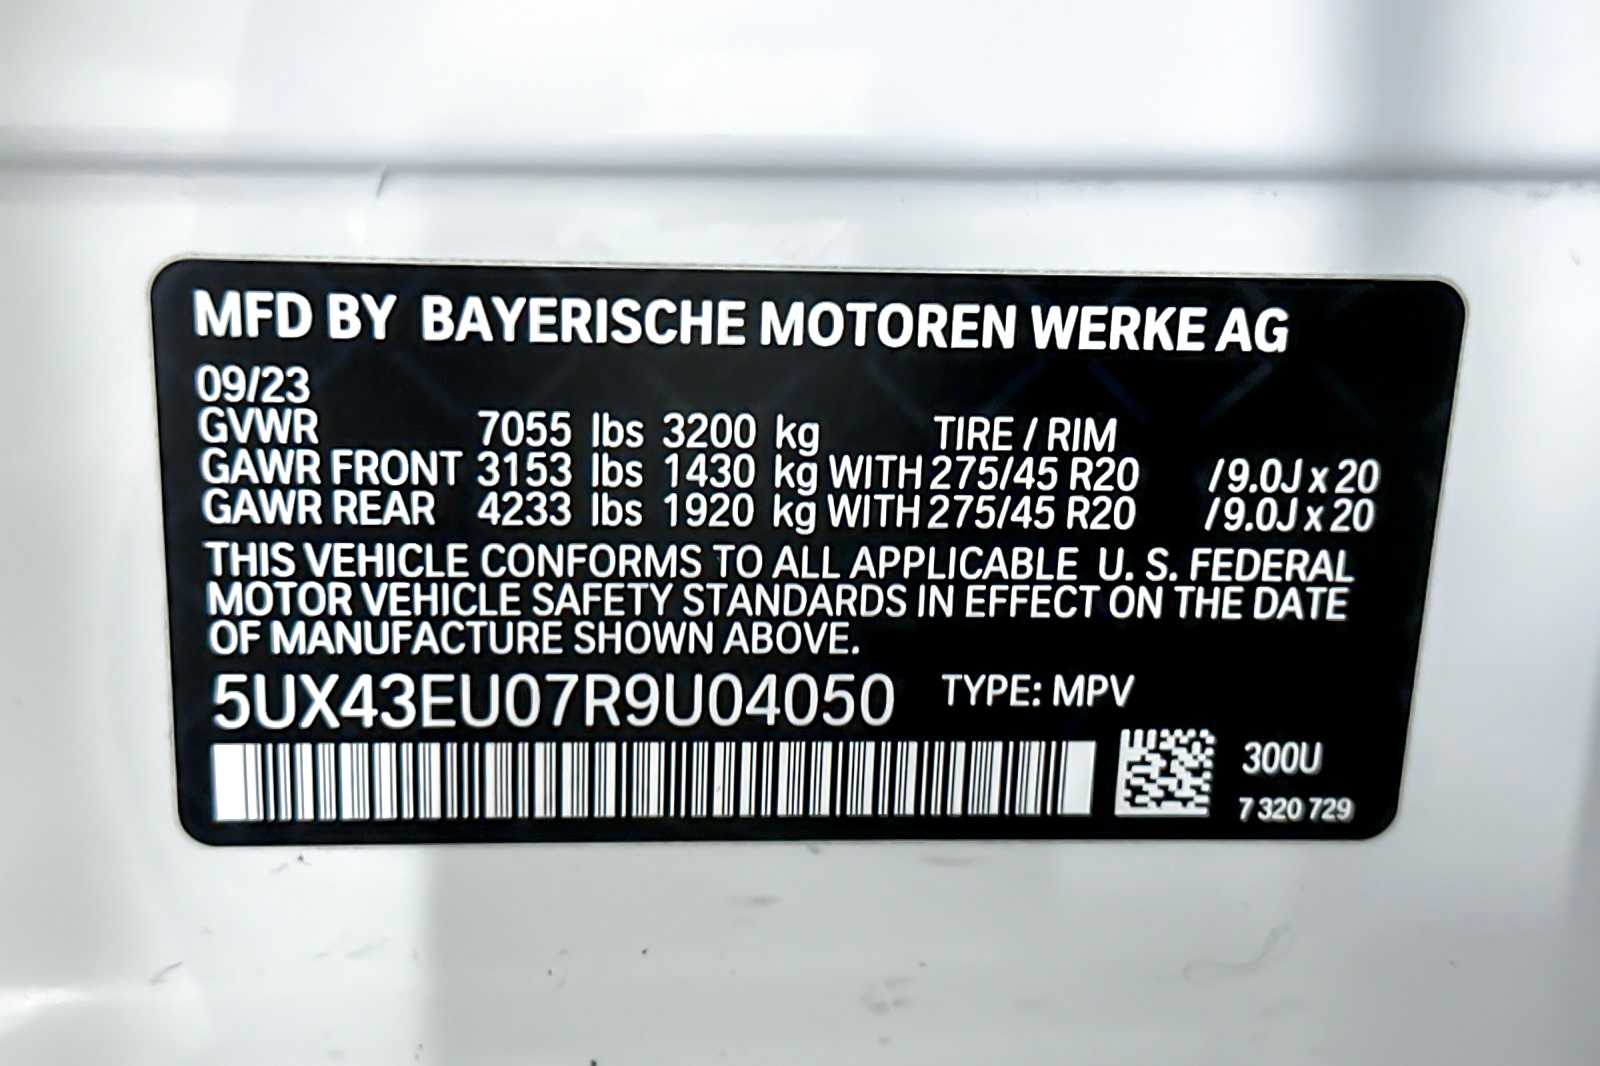 MFD BY BAYERISCHE MOTOREN WERKE AG
09/23
GVWR 7055 lbs 3200 kg TIRE / RIM
GAWR FRONT 3153 lbs 1430 kg WITH 275/45 R20 / 9.0J x 20
GAWR REAR 4233 lbs 1920 kg WITH 275/45 R20 / 9.0J x 20
THIS VEHICLE CONFORMS TO ALL APPLICABLE U. S. FEDERAL
MOTOR VEHICLE SAFETY STANDARDS IN EFFECT ON THE DATE
OF MANUFACTURE SHOWN ABOVE.
5UX43EU07R9U04050 TYPE: MPV
300U
7 320 729